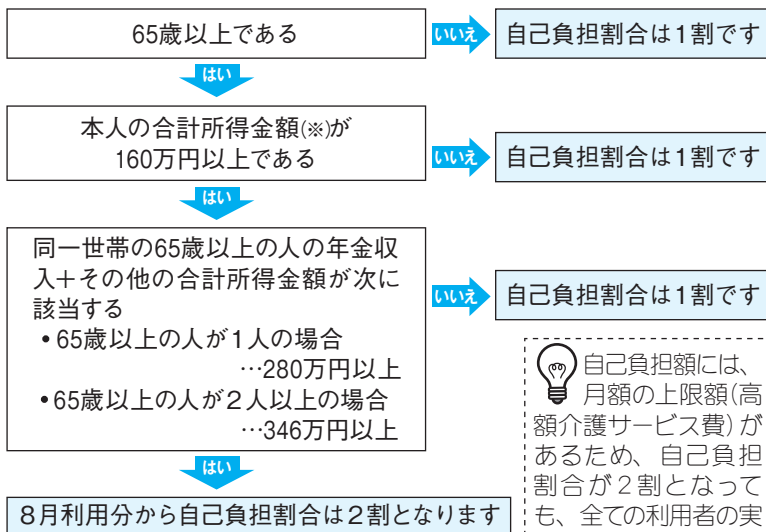 65歳以上である
いいえ
自己負担割合は1割です
はい
本人の合計所得金額(※)が
160万円以上である
いいえ
自己負担割合は1割です
はい
同一世帯の65歳以上の人の年金収
入+その他の合計所得金額が次に
該当する
•65歳以上の人が1人の場合
…280万円以上
•65歳以上の人が2人以上の場合
…346万円以上
いいえ
自己負担割合は1割です
はい
8月利用分から自己負担割合は2割となります
自己負担額には、
月額の上限額(高
額介護サービス費)が
あるため、自己負担
割合が2割となって
も、全ての利用者の実